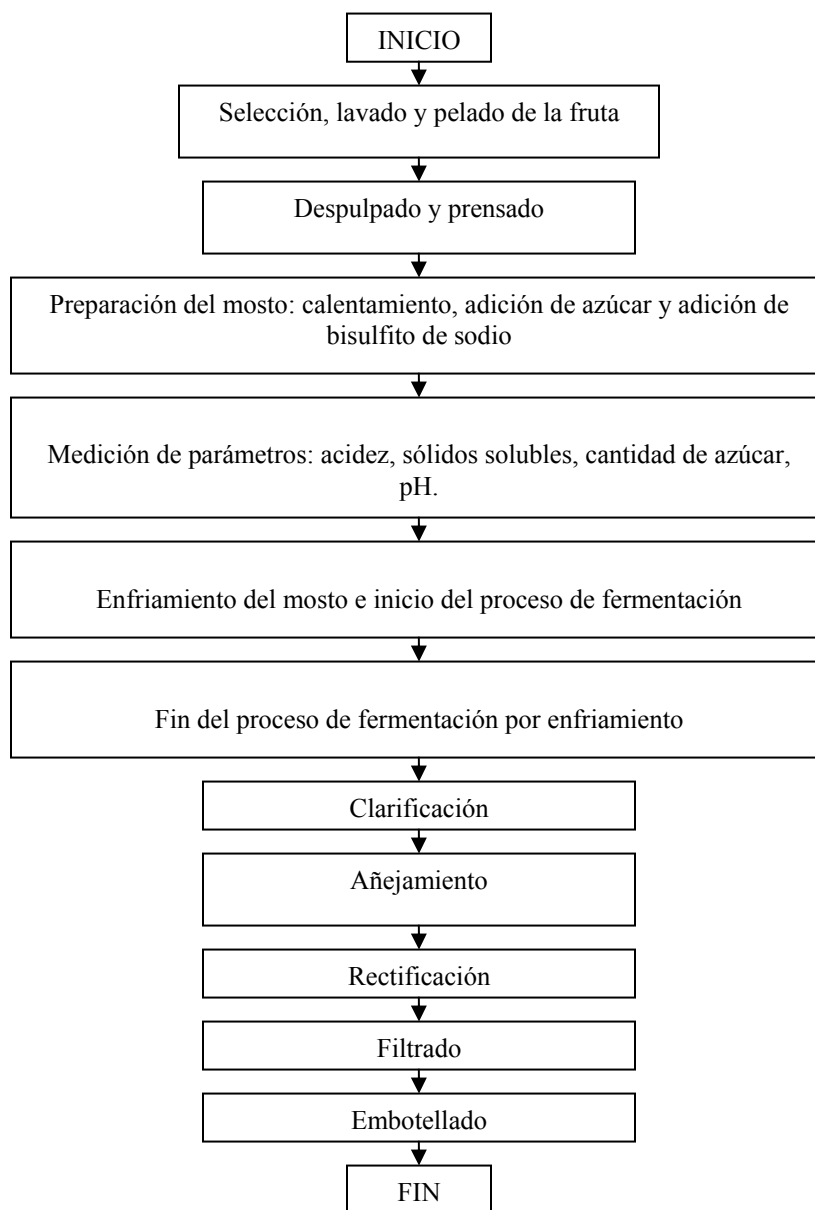 INICIO
Selección, lavado y pelado de la fruta
Despulpado y prensado
Preparación del mosto: calentamiento, adición de azúcar y adición de
bisulfito de sodio
Medición de parámetros: acidez, sólidos solubles, cantidad de azúcar,
pH.
Enfriamiento del mosto e inicio del proceso de fermentación
Fin del proceso de fermentación por enfriamiento
Clarificación
Añejamiento
Rectificación
Filtrado
Embotellado
FIN